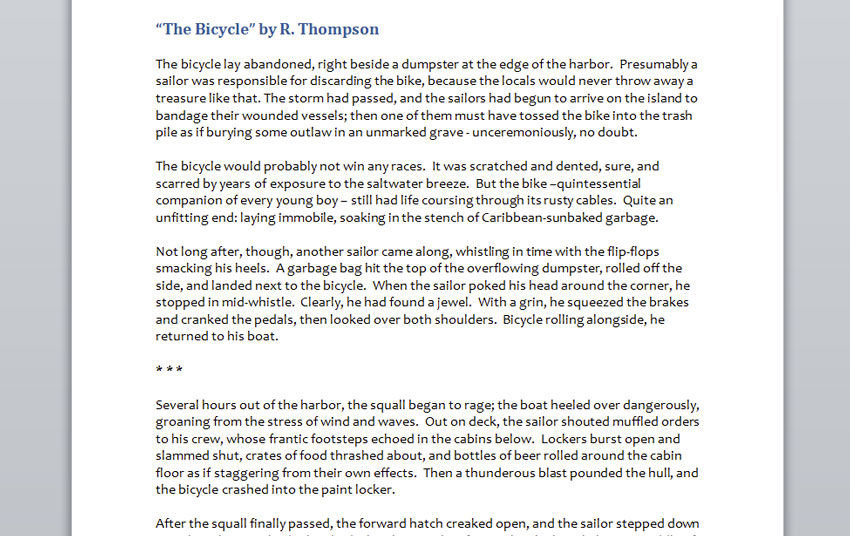 “The Bicycle” by R. Thompson
The bicycle lay abandoned, right beside a dumpster at the edge of the harbor.  Presumably a
sailor was responsible for discarding the bike, because the locals would never throw away a
treasure like that. The storm had passed, and the sailors had begun to arrive on the island to
bandage their wounded vessels; then one of them must have tossed the bike into the trash
pile as if burying some outlaw in an unmarked grave - unceremoniously, no doubt.
The bicycle would probably not win any races.  It was scratched and dented, sure, and
scarred by years of exposure to the saltwater breeze.  But the bike –quintessential
companion of every young boy – still had life coursing through its rusty cables.  Quite an
unfitting end: laying immobile, soaking in the stench of Caribbean-sunbaked garbage.
Not long after, though, another sailor came along, whistling in time with the flip-flops
smacking his heels.  A garbage bag hit the top of the overflowing dumpster, rolled off the
side, and landed next to the bicycle.  When the sailor poked his head around the corner, he
stopped in mid-whistle.  Clearly, he had found a jewel.  With a grin, he squeezed the brakes
and cranked the pedals, then looked over both shoulders.  Bicycle rolling alongside, he
returned to his boat.
* * *
Several hours out of the harbor, the squall began to rage; the boat heeled over dangerously,
groaning from the stress of wind and waves.  Out on deck, the sailor shouted muffled orders
to his crew, whose frantic footsteps echoed in the cabins below.  Lockers burst open and
slammed shut, crates of food thrashed about, and bottles of beer rolled around the cabin
floor as if staggering from their own effects.  Then a thunderous blast pounded the hull, and
the bicycle crashed into the paint locker.
After the squall finally passed, the forward hatch creaked open, and the sailor stepped down